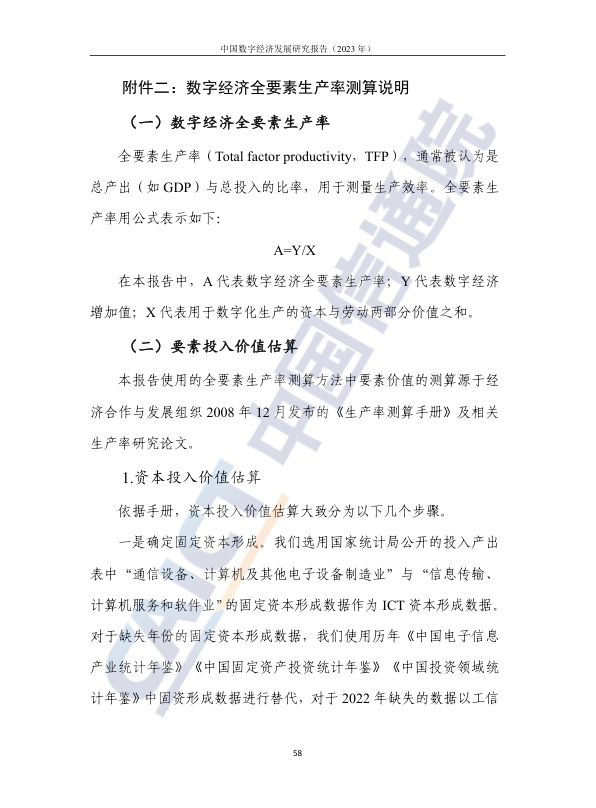 中国数字经济发展研究报告（2023 年）
附件二：数字经济全要素生产率测算说明
（一）数字经济全要素生产率
全要素生产率（Total factor productivity，TFP），通常被认为是
总产出（如 GDP）与总投入的比率，用于测量生产效率。全要素生
产率用公式表示如下：
A=Y/X
在本报告中，A 代表数字经济全要素生产率；Y 代表数字经济
增加值；X 代表用于数字化生产的资本与劳动两部分价值之和。
（二）要素投入价值估算
本报告使用的全要素生产率测算方法中要素价值的测算源于经
济合作与发展组织 2008 年 12 月发布的《生产率测算手册》及相关
生产率研究论文。
1.资本投入价值估算
依据手册，资本投入价值估算大致分为以下几个步骤。
一是确定固定资本形成。我们选用国家统计局公开的投入产出
表中“通信设备、计算机及其他电子设备制造业”与“信息传输、
计算机服务和软件业”的固定资本形成数据作为 ICT 资本形成数据。
对于缺失年份的固定资本形成数据，我们使用历年《中国电子信息
产业统计年鉴》《中国固定资产投资统计年鉴》《中国投资领域统
计年鉴》中固资形成数据进行替代，对于 2022 年缺失的数据以工信
58
CAICT 中国信通院